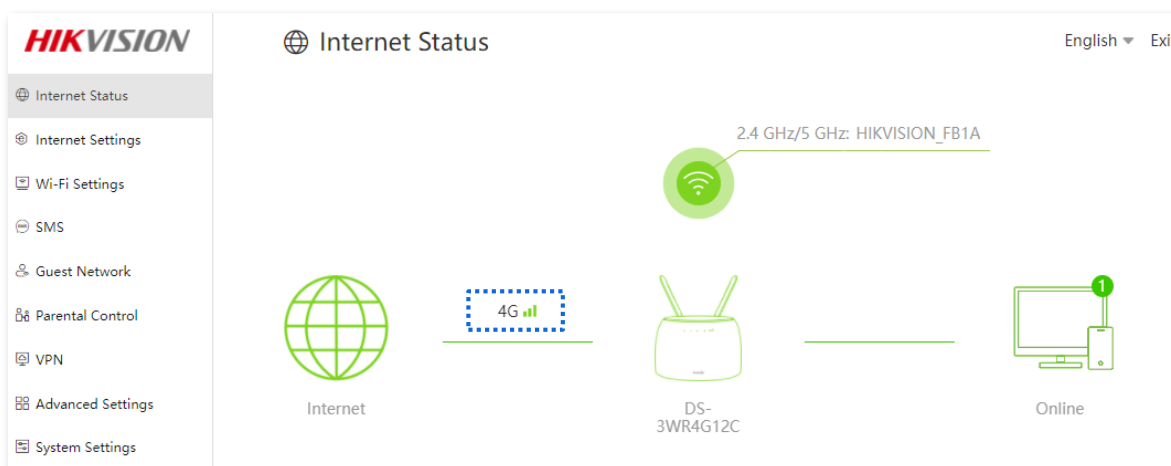 HIKVISION
Internet Status
English
Exi
Internet Status
Internet Settings
Wi-Fi Settings
SMS
Guest Network
Parental Control
VPN
Advanced Settings
System Settings
2.4 GHz/5 GHz: HIKVISION_FB1A
4G
1
Internet
DS-
3WR4G12C
Online